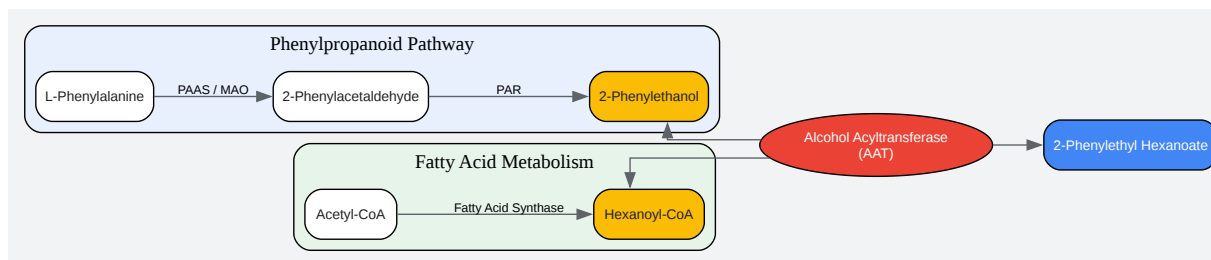 Phenylpropanoid Pathway
L-Phenylalanine
PAAS / MAO
2-Phenylacetaldehyde
PAR
2-Phenylethanol
Alcohol Acyltransferase
(AAT)
2-Phenylethyl Hexanoate
Fatty Acid Metabolism
Acetyl-CoA
Fatty Acid Synthase
Hexanoyl-CoA